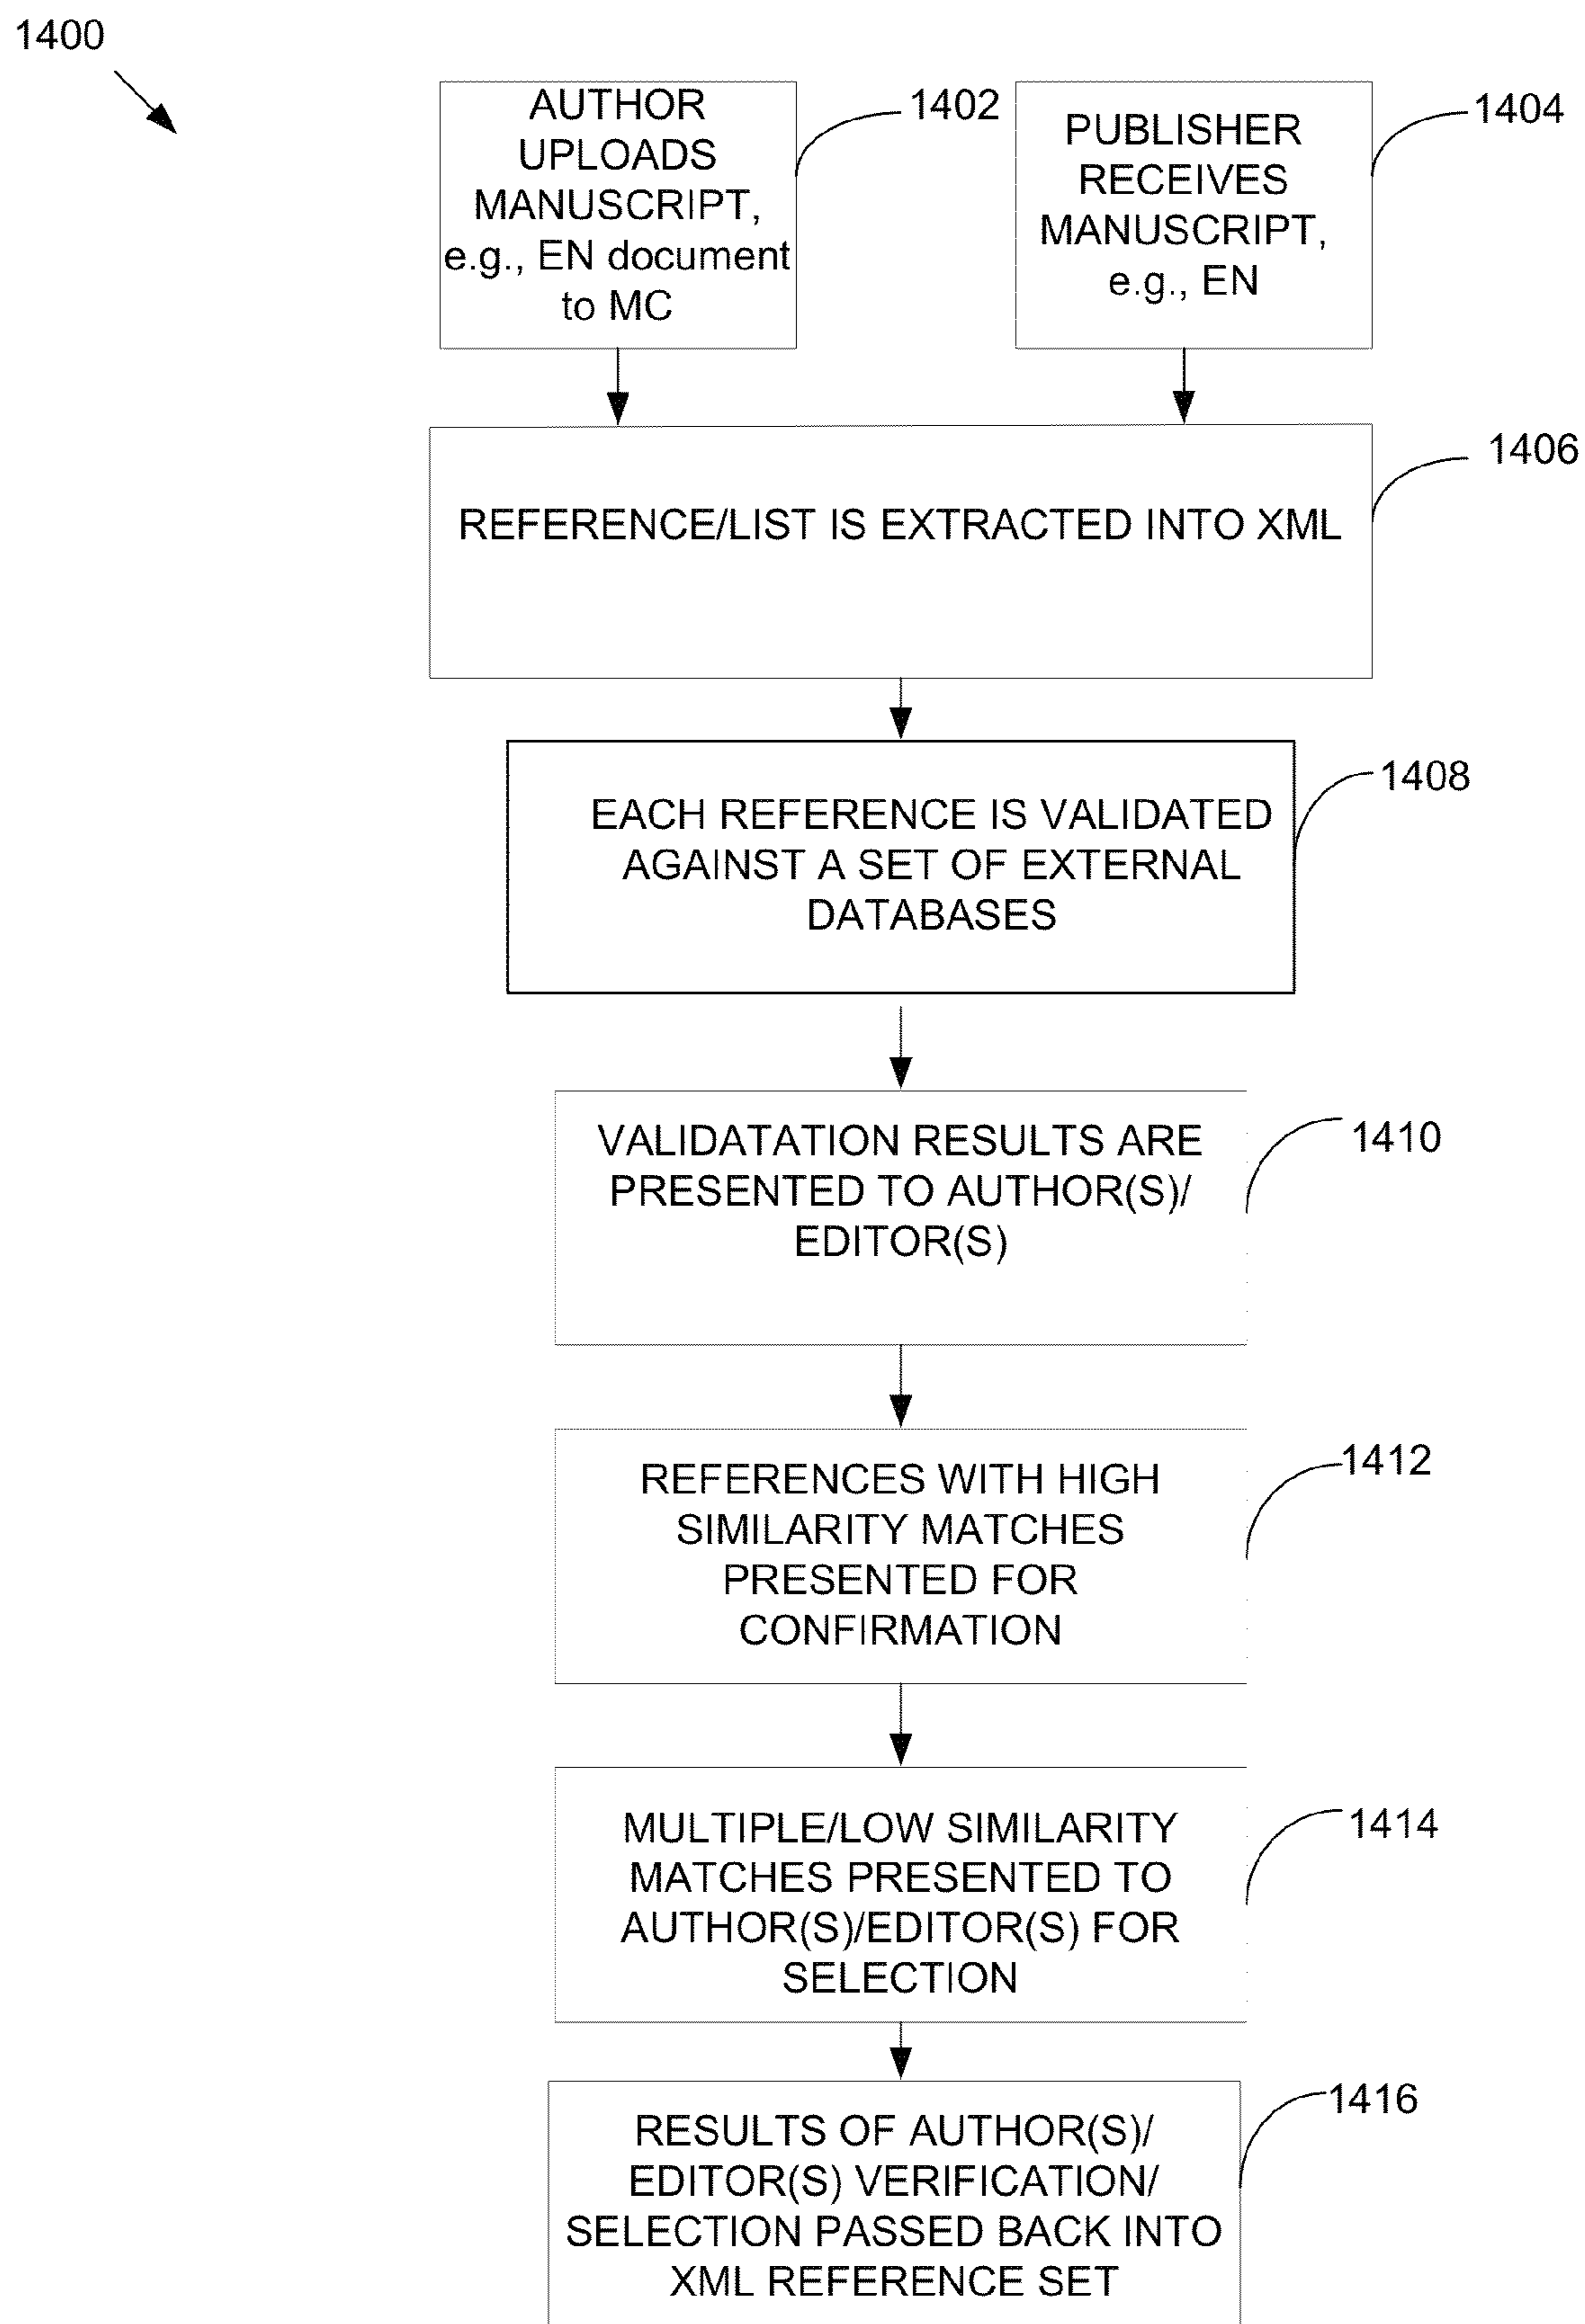 1400
AUTHOR
UPLOADS
MANUSCRIPT,
e.g., EN document
to MC
1402
PUBLISHER
RECEIVES
MANUSCRIPT,
e.g., EN
1404
REFERENCE/LIST IS EXTRACTED INTO XML
1406
EACH REFERENCE IS VALIDATED
AGAINST A SET OF EXTERNAL
DATABASES
1408
VALIDATATION RESULTS ARE
PRESENTED TO AUTHOR(S)/
EDITOR(S)
1410
REFERENCES WITH HIGH
SIMILARITY MATCHES
PRESENTED FOR
CONFIRMATION
1412
MULTIPLE/LOW SIMILARITY
MATCHES PRESENTED TO
AUTHOR(S)/EDITOR(S) FOR
SELECTION
1414
RESULTS OF AUTHOR(S)/
EDITOR(S) VERIFICATION/
SELECTION PASSED BACK INTO
XML REFERENCE SET
1416